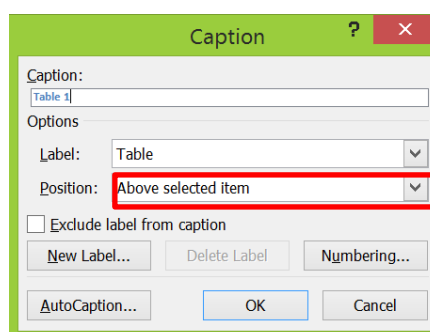 Caption ? ×
Caption:
Table 1
Options
Label: Table
Position: Above selected item
Exclude label from caption
New Label... Delete Label Numbering...
AutoCaption... OK Cancel